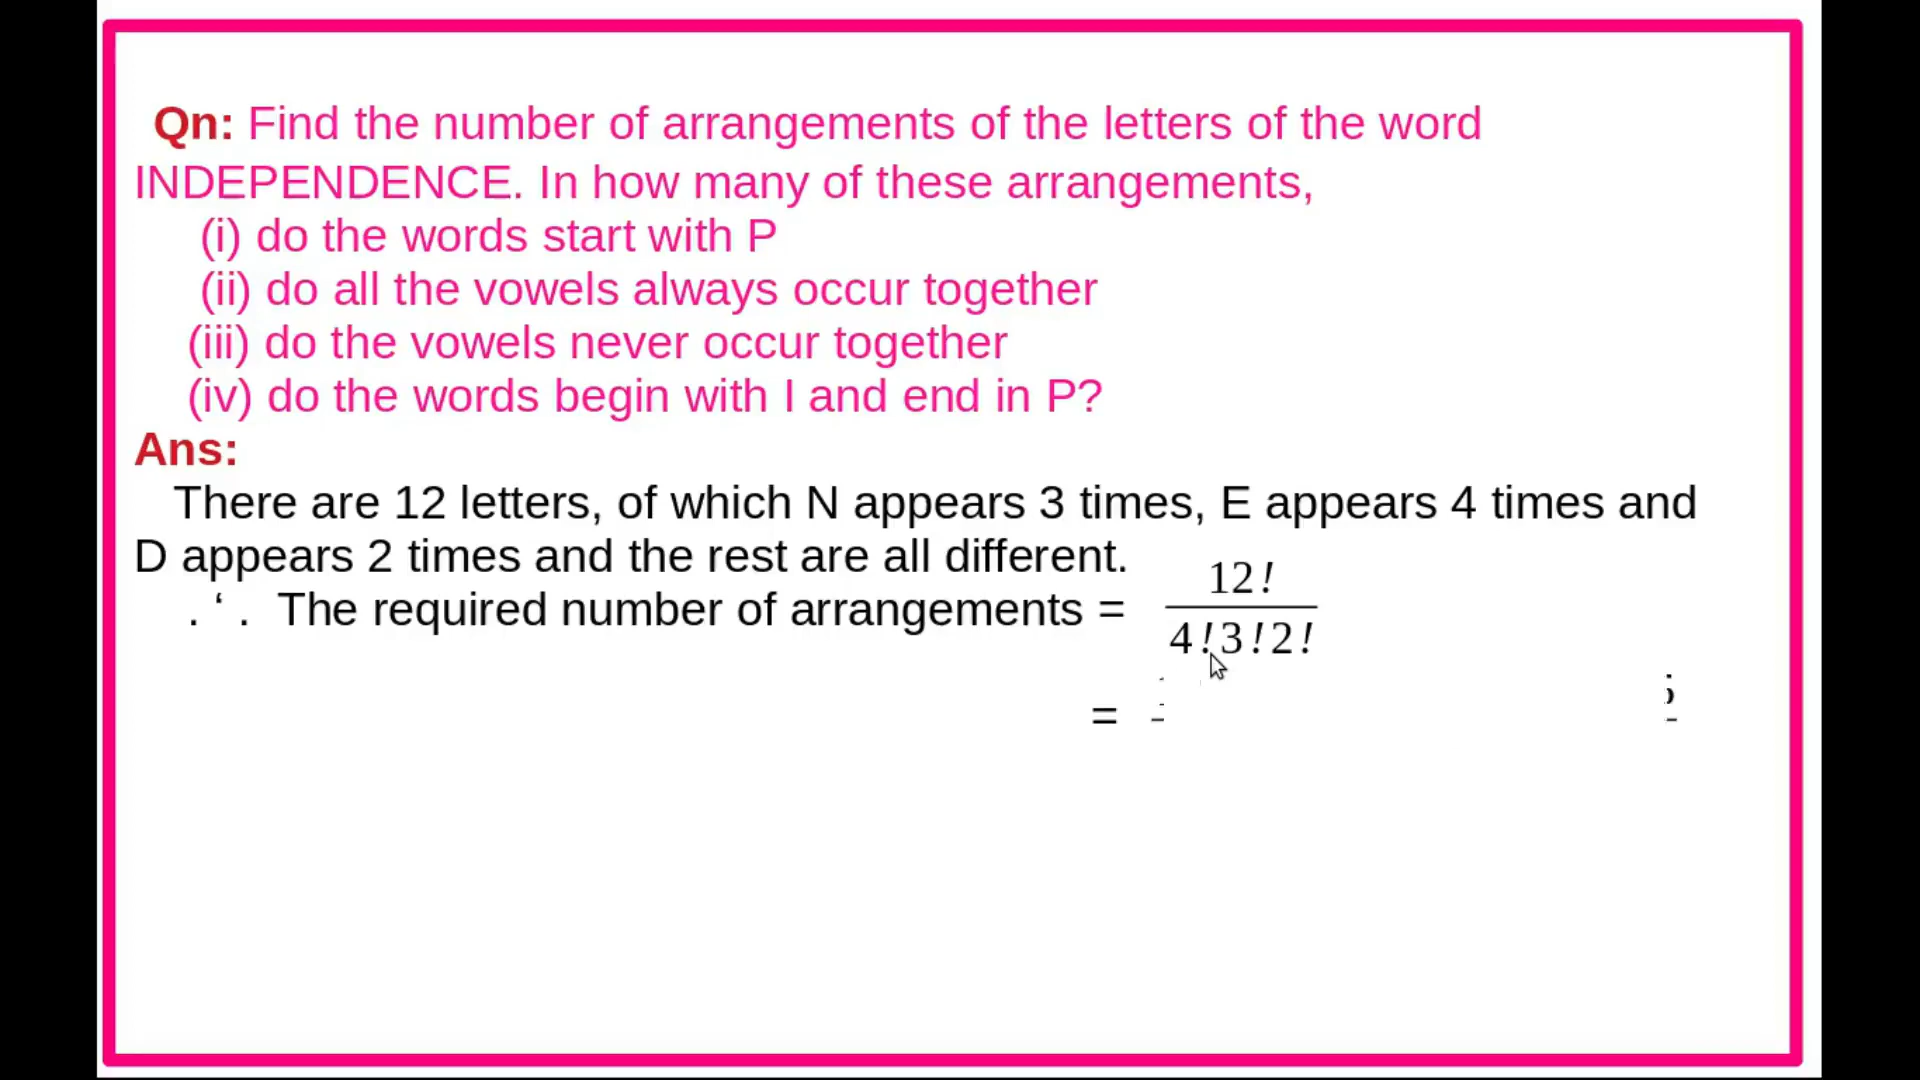 Qn: Find the number of arrangements of the letters of the word
INDEPENDENCE. In how many of these arrangements,
(i) do the words start with P
(ii) do all the vowels always occur together
(iii) do the vowels never occur together
(iv) do the words begin with I and end in P?
Ans:
There are 12 letters, of which N appears 3 times, E appears 4 times and
D appears 2 times and the rest are all different.
. ‘ . The required number of arrangements = 12! / 4!3!2!
=